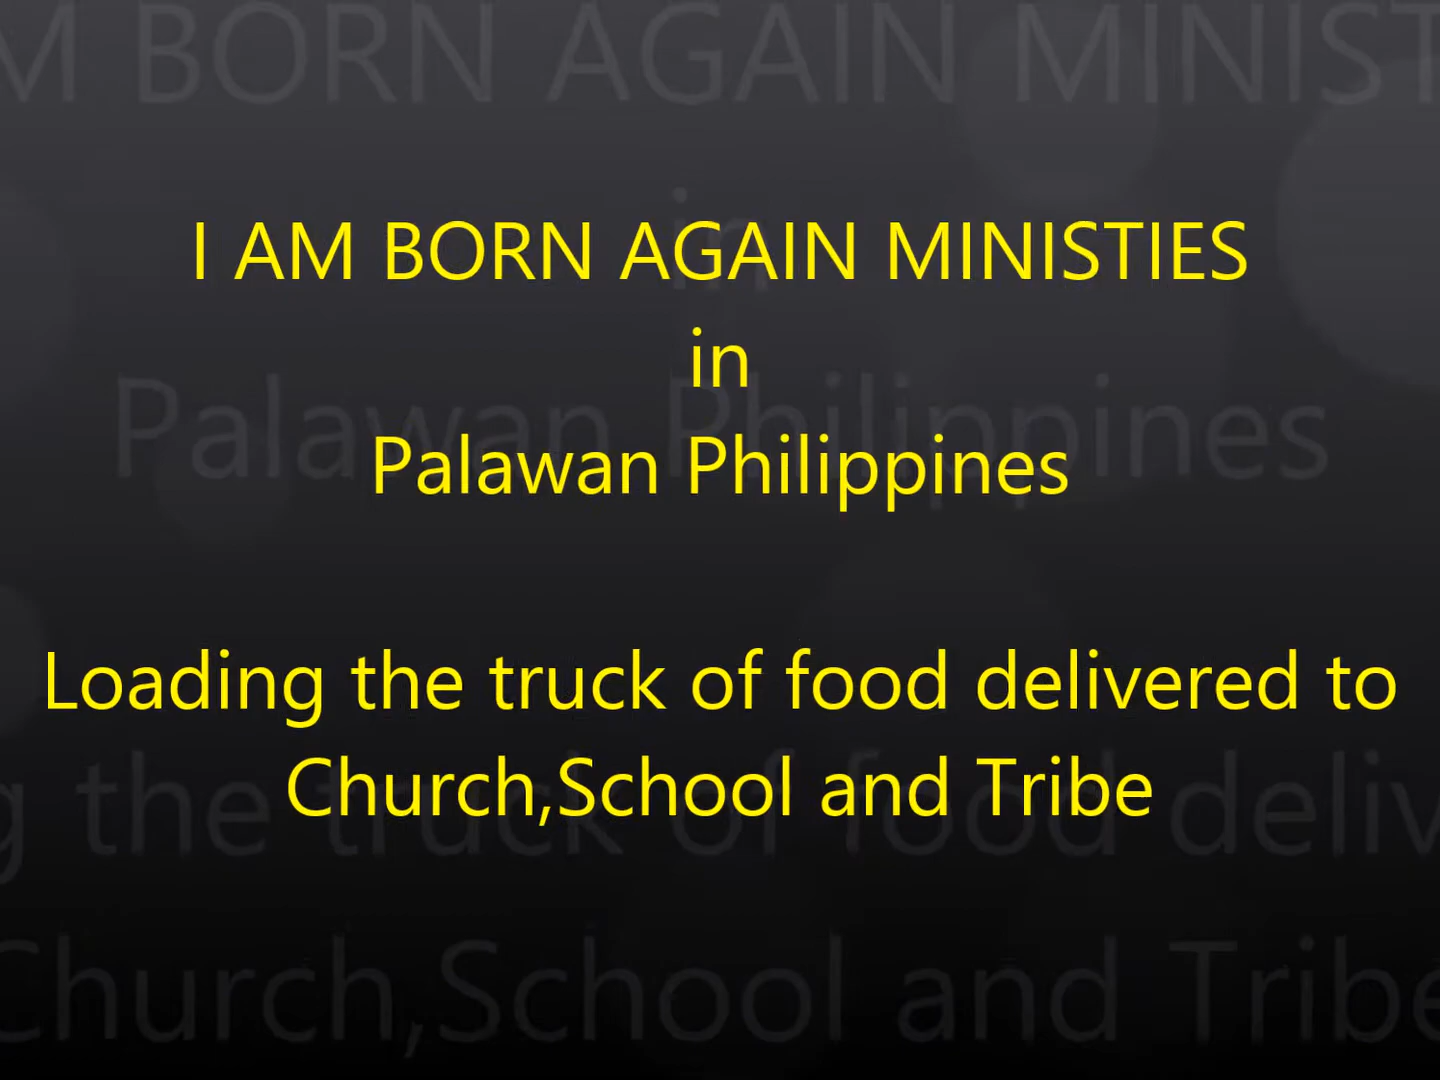 I AM BORN AGAIN MINISTIES
in
Palawan Philippines
Loading the truck of food delivered to
Church,School and Tribe